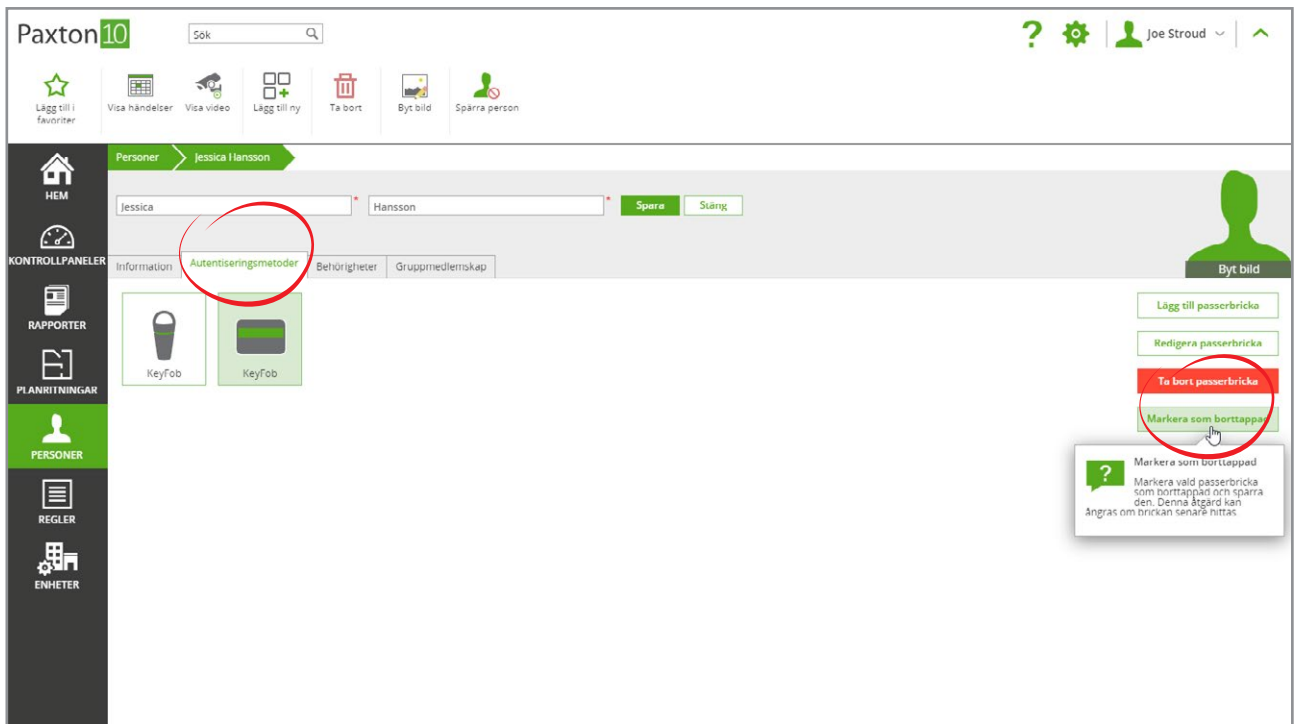 Paxton10
Sök
Joe Stroud
Lägg till i
favoriter
Visa händelser
Visa video
Lägg till ny
Ta bort
Byt bild
Spärra person
HEM
KONTROLLPANELER
RAPPORTER
PLANRITNINGAR
PERSONER
REGLER
ENHETER
Personer
Jessica Hansson
Jessica
*
Hansson
*
Spara
Stäng
Byt bild
Information
Autentiseringsmetoder
Behörigheter
Gruppmedlemskap
KeyFob
KeyFob
Lägg till passerbricka
Redigera passerbricka
Ta bort passerbricka
Markera som borttappad
?
Markera som borttappad
Markera vald passerbricka
som borttappad och spärra
den. Denna åtgärd kan
ångras om brickan senare hittas